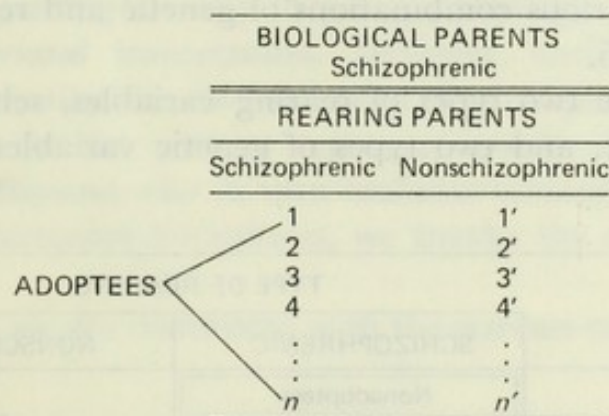 BIOLOGICAL PARENTS
Schizophrenic
REARING PARENTS
Schizophrenic Nonschizophrenic
1 1′
2 2′
ADOPTEES 3 3′
4 4′
. .
. .
. .
n n′